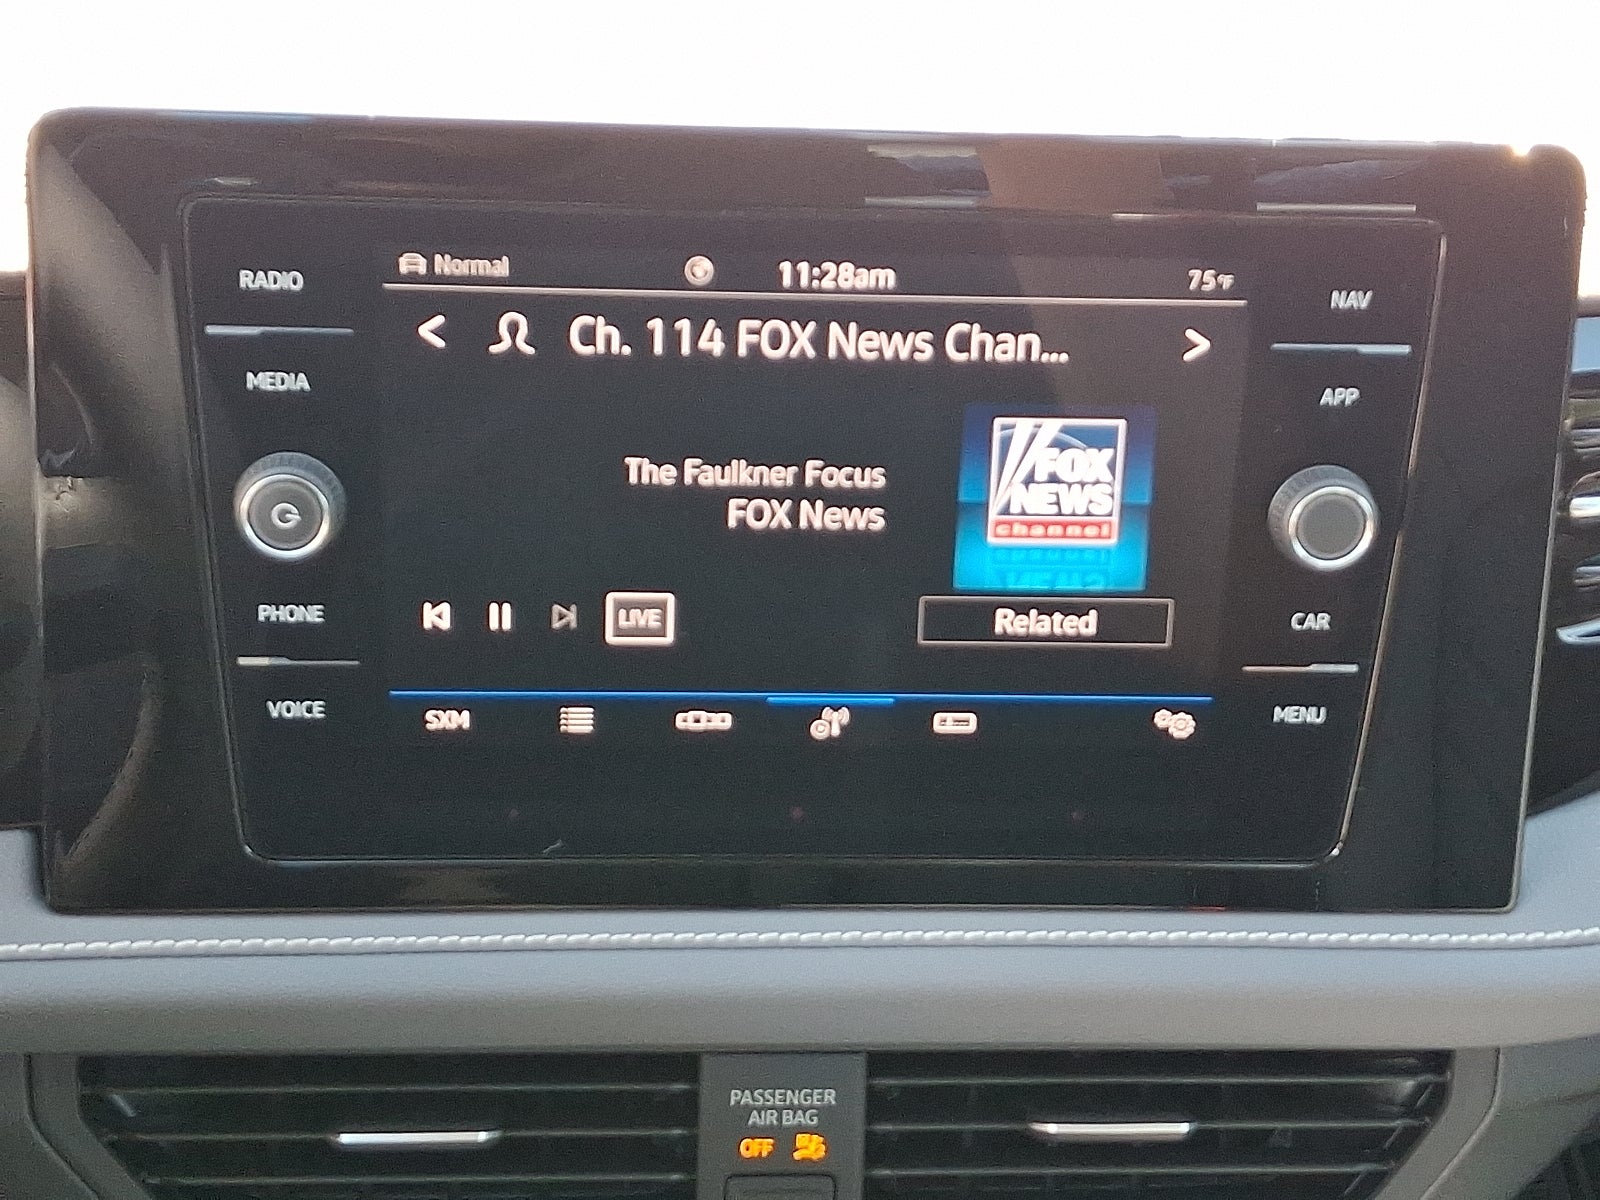 Normal
11:28am
75°F
RADIO
NAV
< Ch. 114 FOX News Chan... >
MEDIA
APP
The Faulkner Focus
FOX News
FOX
NEWS
channel
PHONE
LIVE
Related
CAR
VOICE
SXM
MENU
PASSENGER
AIR BAG
OFF